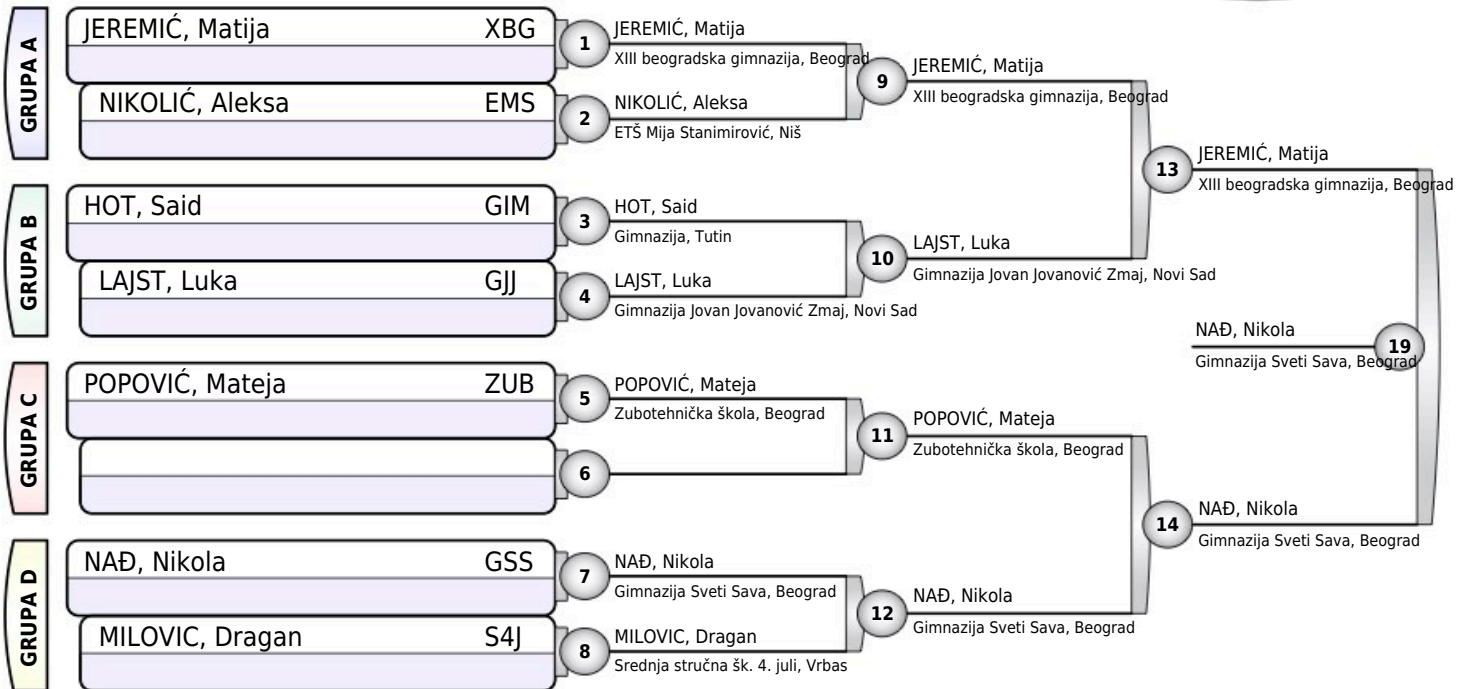 GRUPA A
JEREMIĆ, Matija XBG
NIKOLIĆ, Aleksa EMS
1
JEREMIĆ, Matija
XIII beogradska gimnazija, Beograd
2
NIKOLIĆ, Aleksa
ETŠ Mija Stanimirović, Niš
9
JEREMIĆ, Matija
XIII beogradska gimnazija, Beograd
GRUPA B
HOT, Said GIM
LAJST, Luka GJJ
3
HOT, Said
Gimnazija, Tutin
4
LAJST, Luka
Gimnazija Jovan Jovanović Zmaj, Novi Sad
10
LAJST, Luka
Gimnazija Jovan Jovanović Zmaj, Novi Sad
13
JEREMIĆ, Matija
XIII beogradska gimnazija, Beograd
GRUPA C
POPOVIĆ, Mateja ZUB
5
POPOVIĆ, Mateja
Zubotehnička škola, Beograd
6
11
POPOVIĆ, Mateja
Zubotehnička škola, Beograd
GRUPA D
NAĐ, Nikola GSS
MILOVIC, Dragan S4J
7
NAĐ, Nikola
Gimnazija Sveti Sava, Beograd
8
MILOVIC, Dragan
Srednja stručna šk. 4. juli, Vrbas
12
NAĐ, Nikola
Gimnazija Sveti Sava, Beograd
14
NAĐ, Nikola
Gimnazija Sveti Sava, Beograd
NAĐ, Nikola
Gimnazija Sveti Sava, Beograd
19